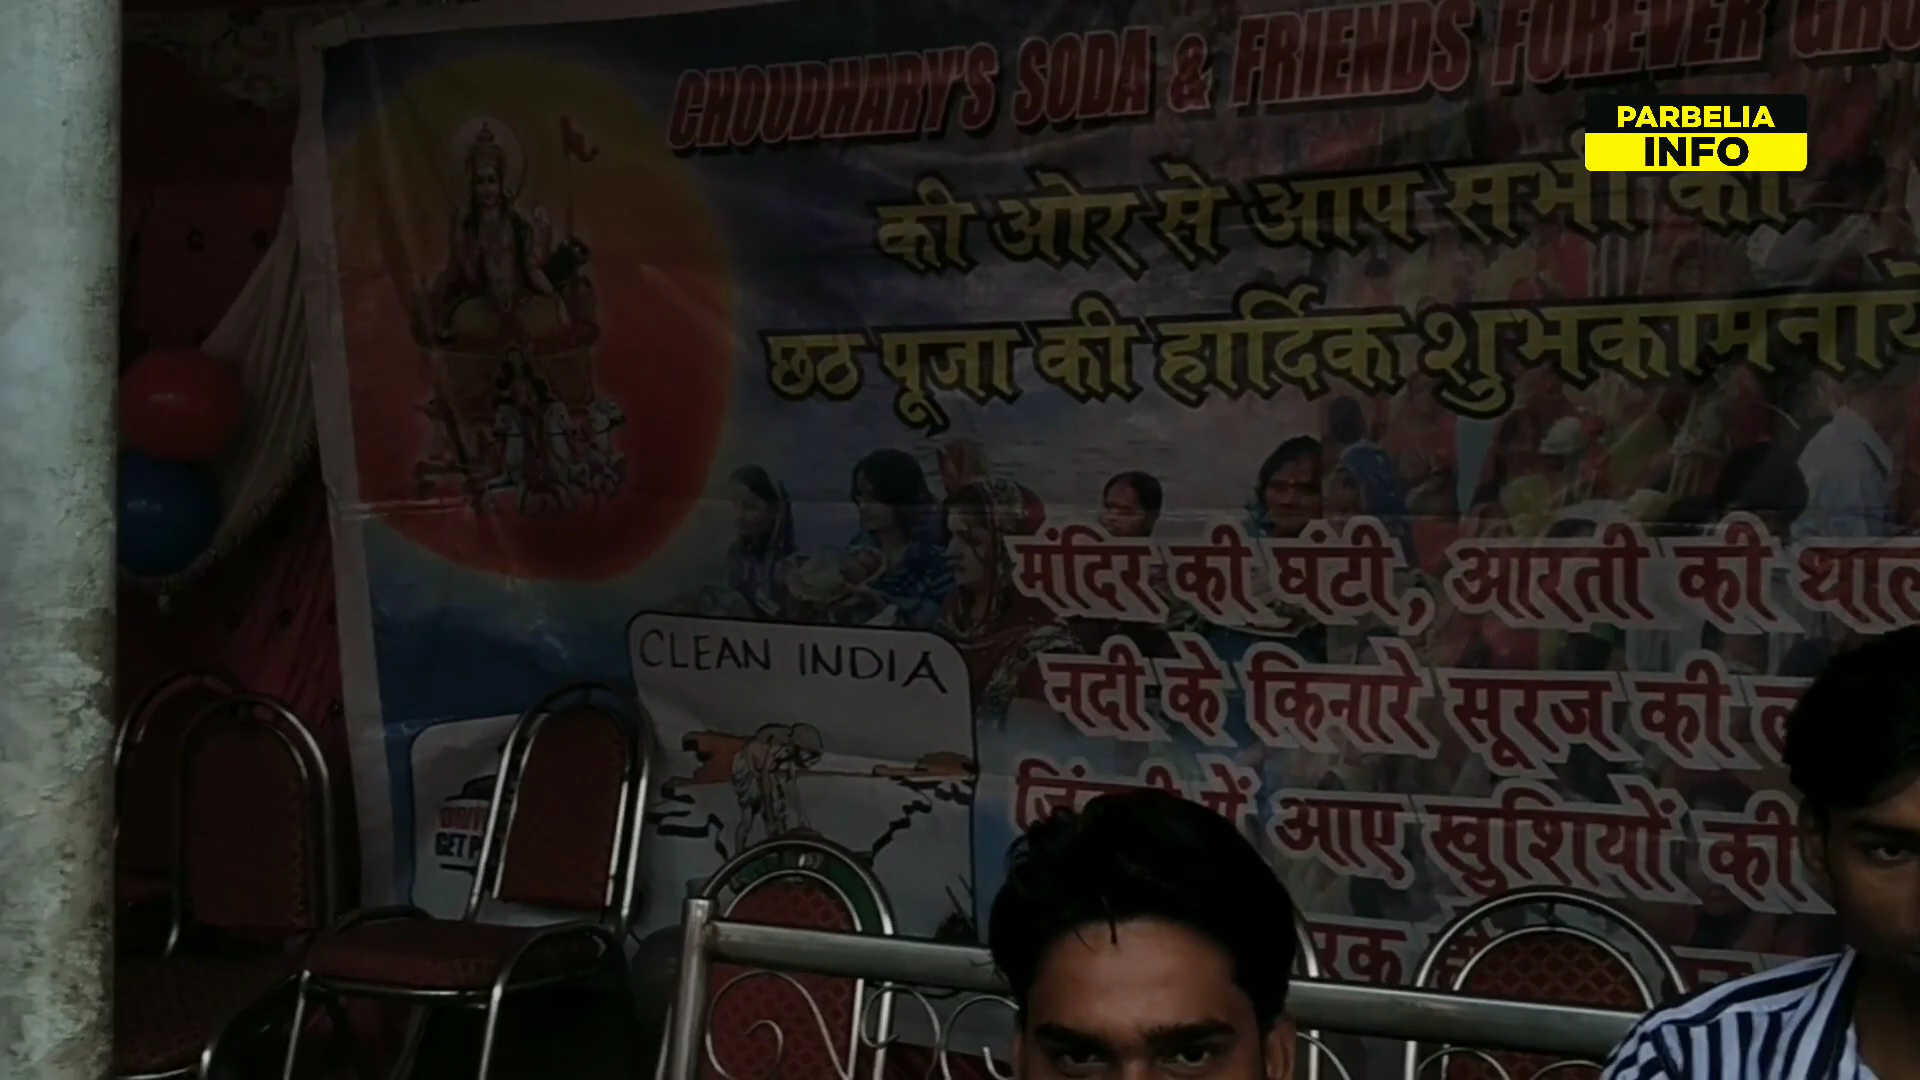 CHOUDHARY'S SODA & FRIENDS FOREVER
PARBELIA
INFO
की ओर से आप सभी को
छठ पूजा की हार्दिक शुभकामनायें
मंदिर की घंटी, आरती की
नदी के किनारे सूरज की
CLEAN INDIA
में आए खुशियों की